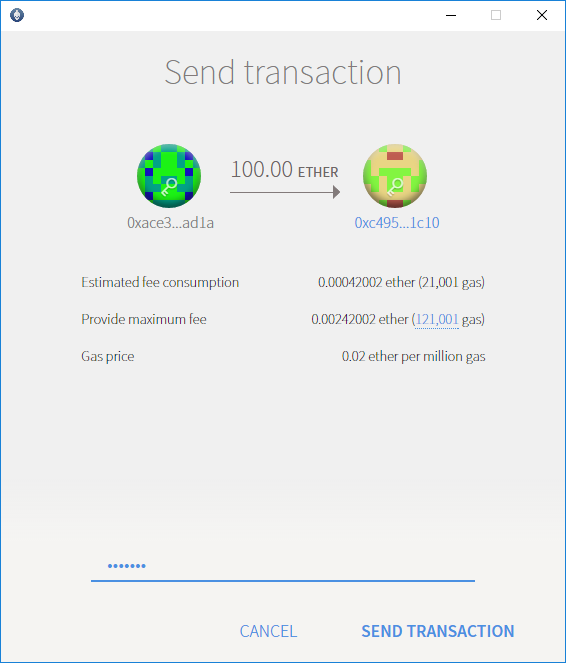 Send transaction
100.00 ETHER
0xace3...ad1a
0xc495...1c10
Estimated fee consumption 0.00042002 ether (21,001 gas)
Provide maximum fee 0.00242002 ether (121,001 gas)
Gas price 0.02 ether per million gas
•••••••
CANCEL SEND TRANSACTION